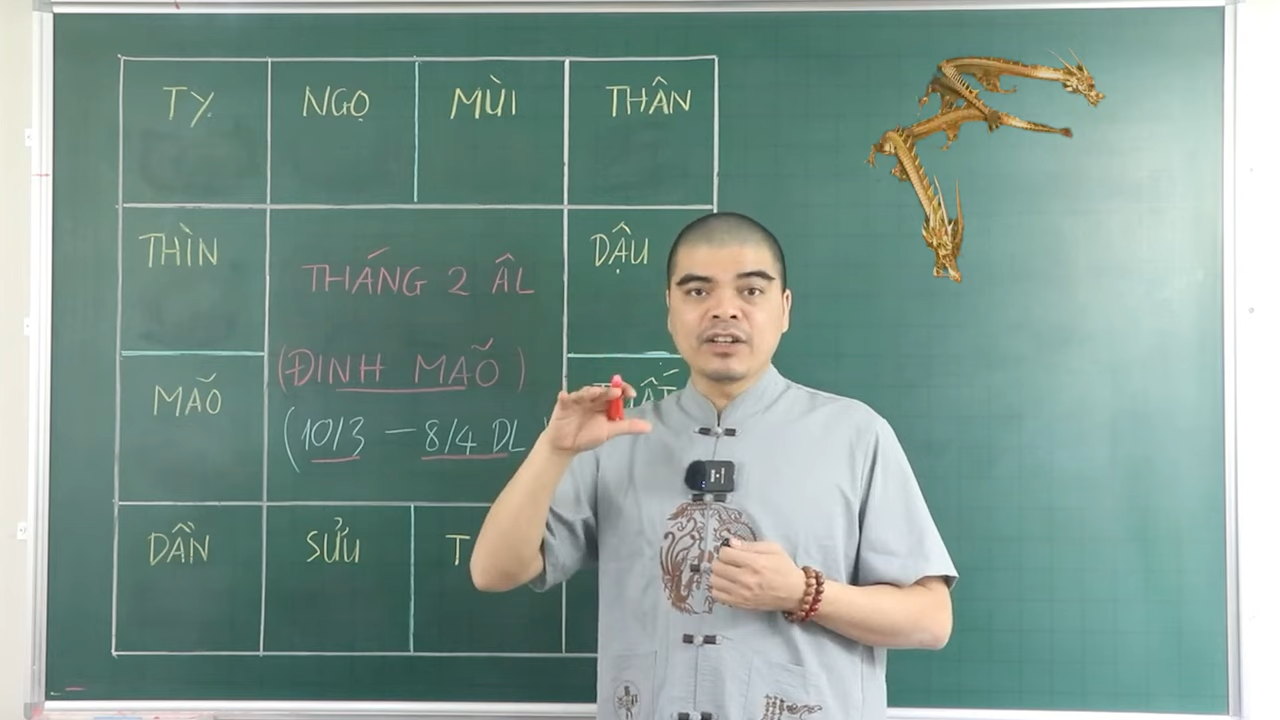 TỴ NGỌ MÙI THÂN
THÌN DẬU
THÁNG 2 ÂL
(ĐINH MÃO)
MÃO
(10/3 - 8/4 DL
DẦN SỬU